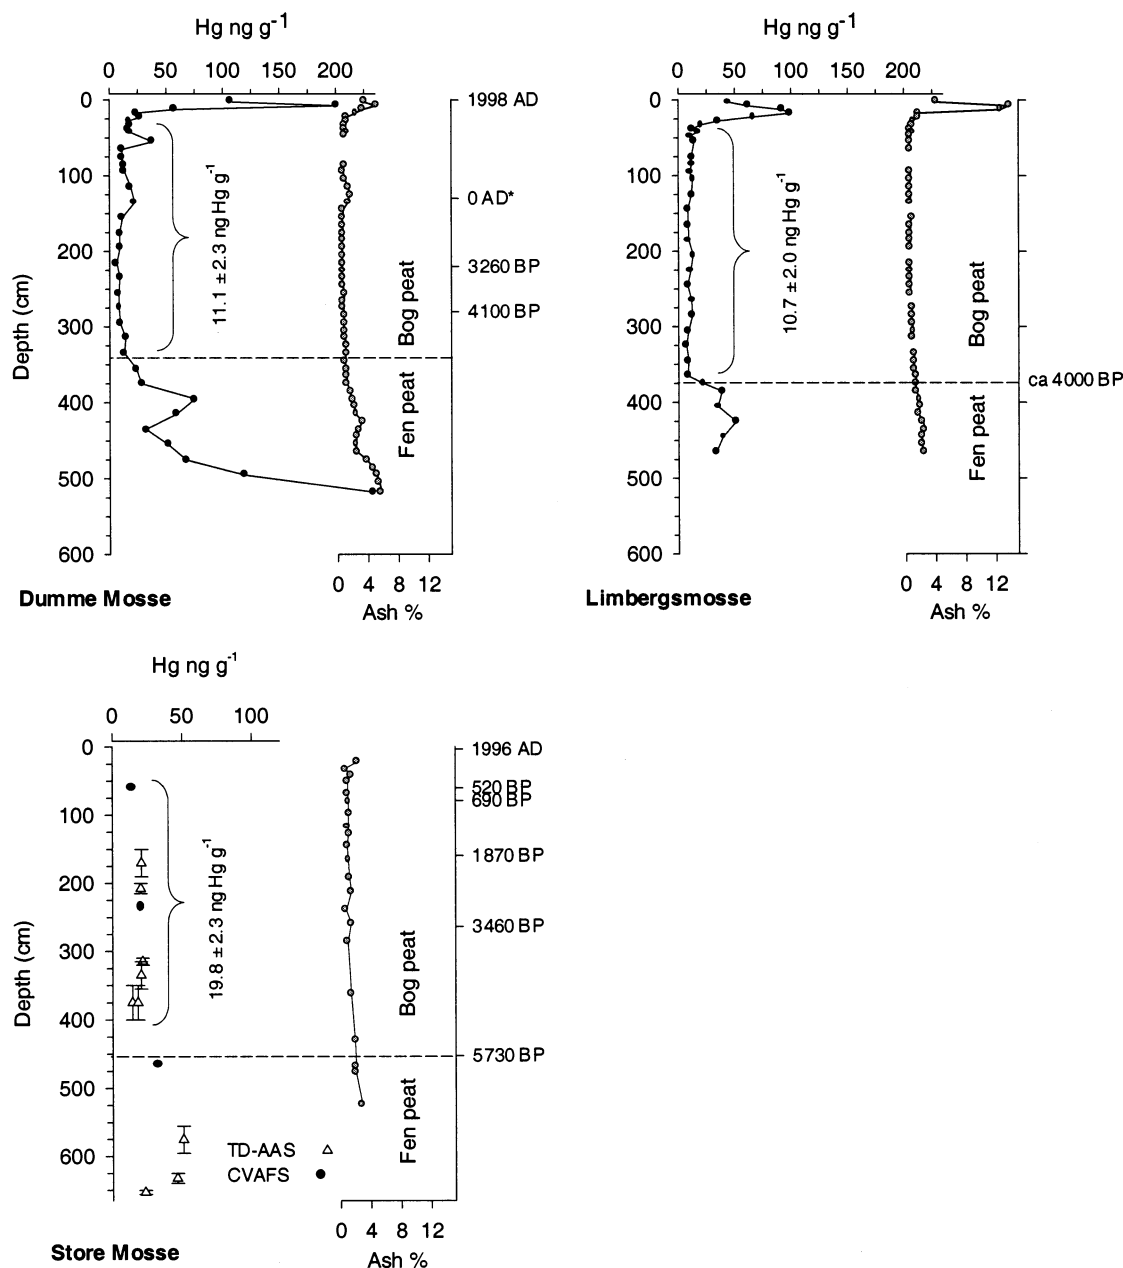 Hg ng g-1
0 50 100 150 200
Depth (cm)
0
100
200
300
400
500
600
11.1 ± 2.3 ng Hg g-1
Bog peat
Fen peat
1998 AD
0 AD*
3260 BP
4100 BP
0 4 8 12
Ash %
Dumme Mosse
Hg ng g-1
0 50 100 150 200
0
100
200
300
400
500
600
10.7 ± 2.0 ng Hg g-1
Bog peat
Fen peat
ca 4000 BP
0 4 8 12
Ash %
Limbergsmosse
Hg ng g-1
0 50 100
Depth (cm)
0
100
200
300
400
500
600
19.8 ± 2.3 ng Hg g-1
Bog peat
Fen peat
1996 AD
520 BP
690 BP
1870 BP
3460 BP
5730 BP
TD-AAS
CVAFS
0 4 8 12
Ash %
Store Mosse